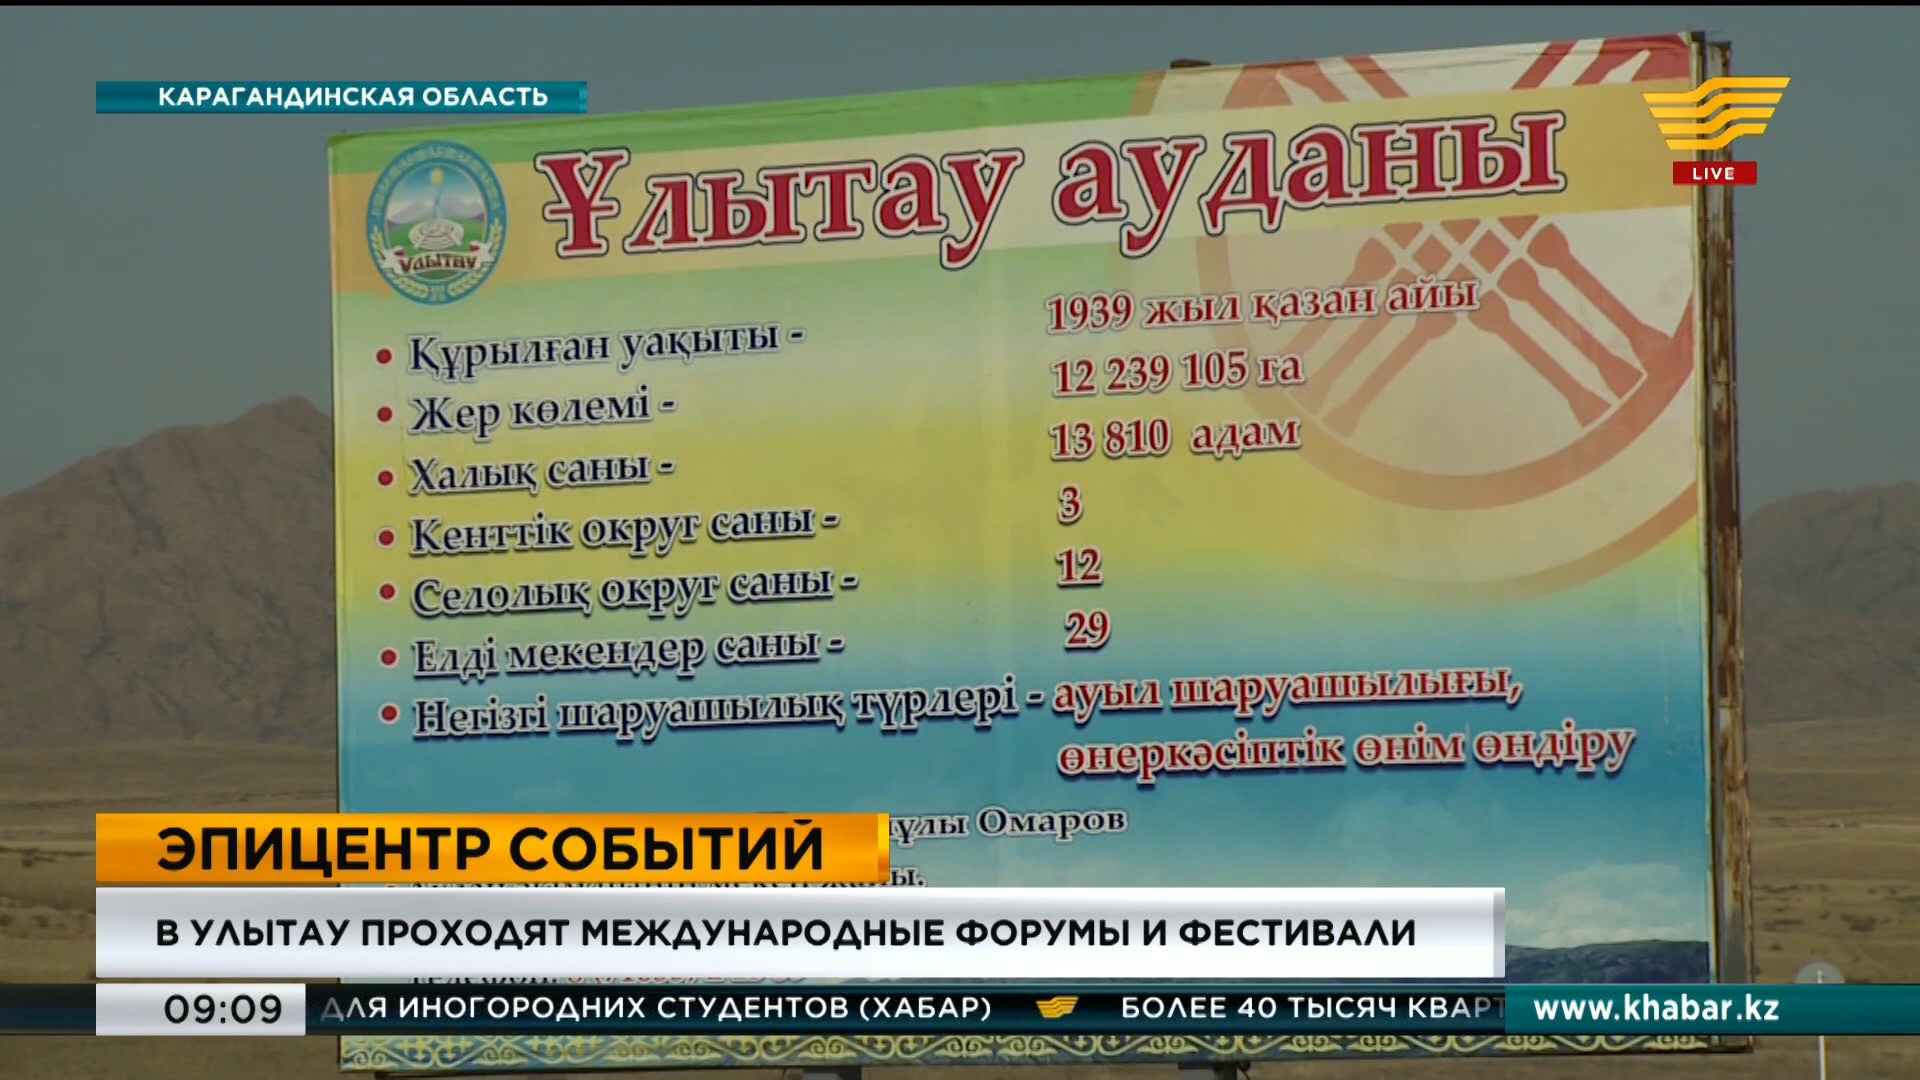 КАРАГАНДИНСКАЯ ОБЛАСТЬ
LIVE
Ұлытау ауданы
ҰЛЫТАУ
• Құрылған уақыты - 1939 жыл қазан айы
• Жер көлемі - 12 239 105 га
• Халық саны - 13 810 адам
• Кенттік округ саны - 3
• Селолық округ саны - 12
• Елді мекендер саны - 29
• Негізгі шаруашылық түрлері - ауыл шаруашылығы,
өнеркәсіптік өнім өндіру
Омаров
ЭПИЦЕНТР СОБЫТИЙ
В УЛЫТАУ ПРОХОДЯТ МЕЖДУНАРОДНЫЕ ФОРУМЫ И ФЕСТИВАЛИ
09:09 ДЛЯ ИНОГОРОДНИХ СТУДЕНТОВ (ХАБАР) БОЛЕЕ 40 ТЫСЯЧ КВАРТ www.khabar.kz